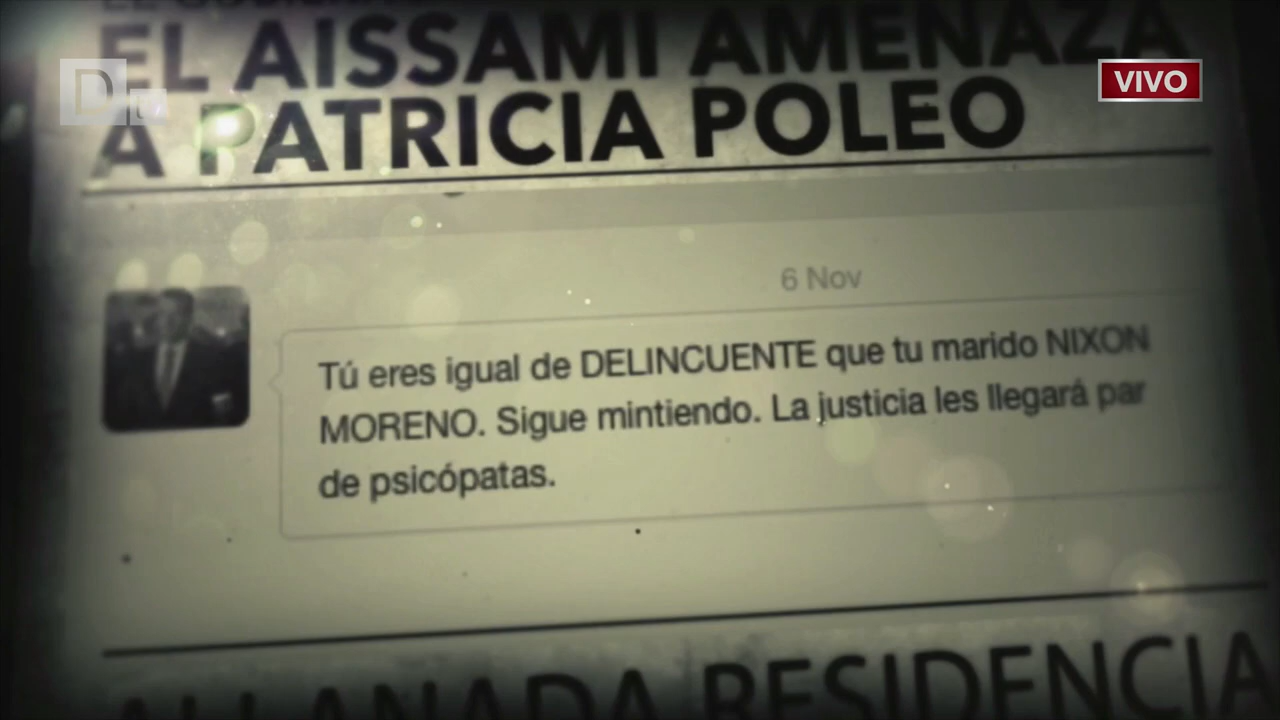 EL AISSAMI AMENAZA
A PATRICIA POLEO
VIVO
6 Nov
Tú eres igual de DELINCUENTE que tu marido NIXON
MORENO. Sigue mintiendo. La justicia les llegará par
de psicópatas.
ALLANADA RESIDENCIA